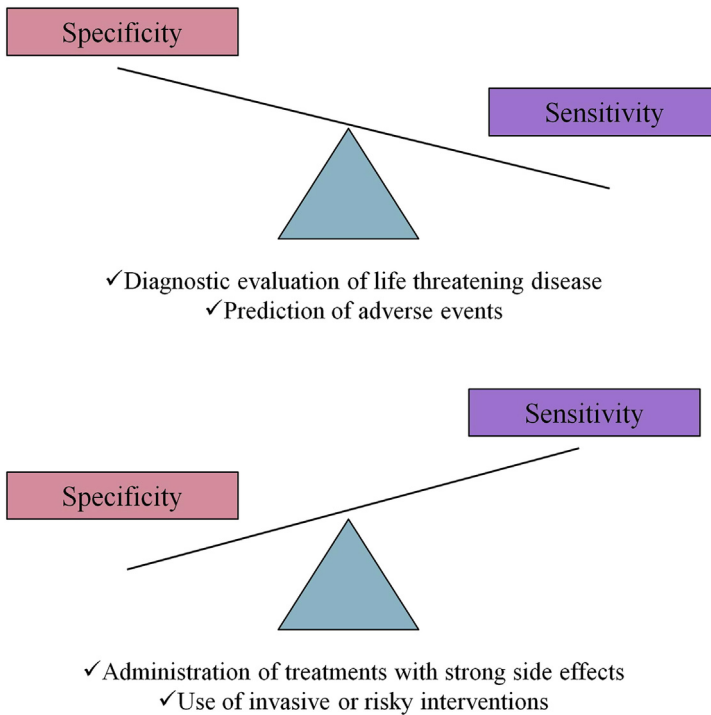 Specificity
Sensitivity
✓Diagnostic evaluation of life threatening disease
✓Prediction of adverse events
Sensitivity
Specificity
✓Administration of treatments with strong side effects
✓Use of invasive or risky interventions